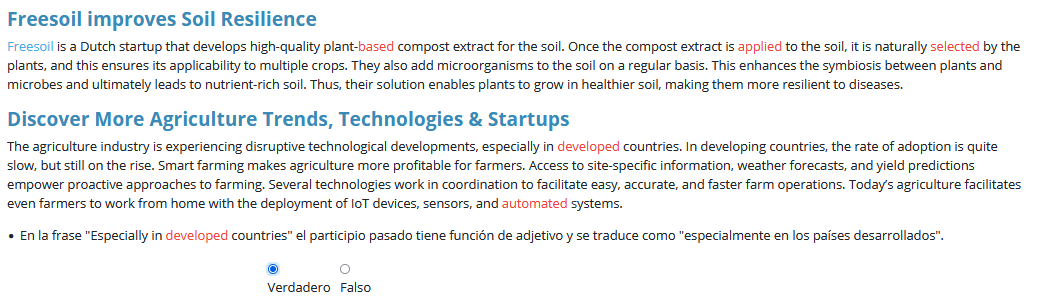 Freesoil improves Soil Resilience
Freesoil is a Dutch startup that develops high-quality plant-based compost extract for the soil. Once the compost extract is applied to the soil, it is naturally selected by the
plants, and this ensures its applicability to multiple crops. They also add microorganisms to the soil on a regular basis. This enhances the symbiosis between plants and
microbes and ultimately leads to nutrient-rich soil. Thus, their solution enables plants to grow in healthier soil, making them more resilient to diseases.
Discover More Agriculture Trends, Technologies & Startups
The agriculture industry is experiencing disruptive technological developments, especially in developed countries. In developing countries, the rate of adoption is quite
slow, but still on the rise. Smart farming makes agriculture more profitable for farmers. Access to site-specific information, weather forecasts, and yield predictions
empower proactive approaches to farming. Several technologies work in coordination to facilitate easy, accurate, and faster farm operations. Today’s agriculture facilitates
even farmers to work from home with the deployment of IoT devices, sensors, and automated systems.
• En la frase "Especially in developed countries" el participio pasado tiene función de adjetivo y se traduce como "especialmente en los países desarrollados".
Verdadero Falso